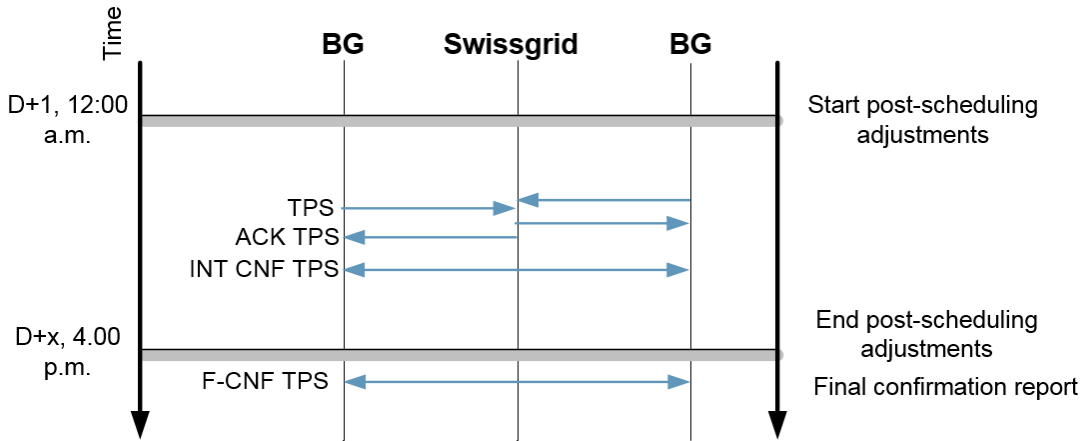 Time
BG
Swissgrid
BG
D+1, 12:00
a.m.
Start post-scheduling
adjustments
TPS
ACK TPS
INT CNF TPS
D+x, 4.00
p.m.
End post-scheduling
adjustments
F-CNF TPS
Final confirmation report